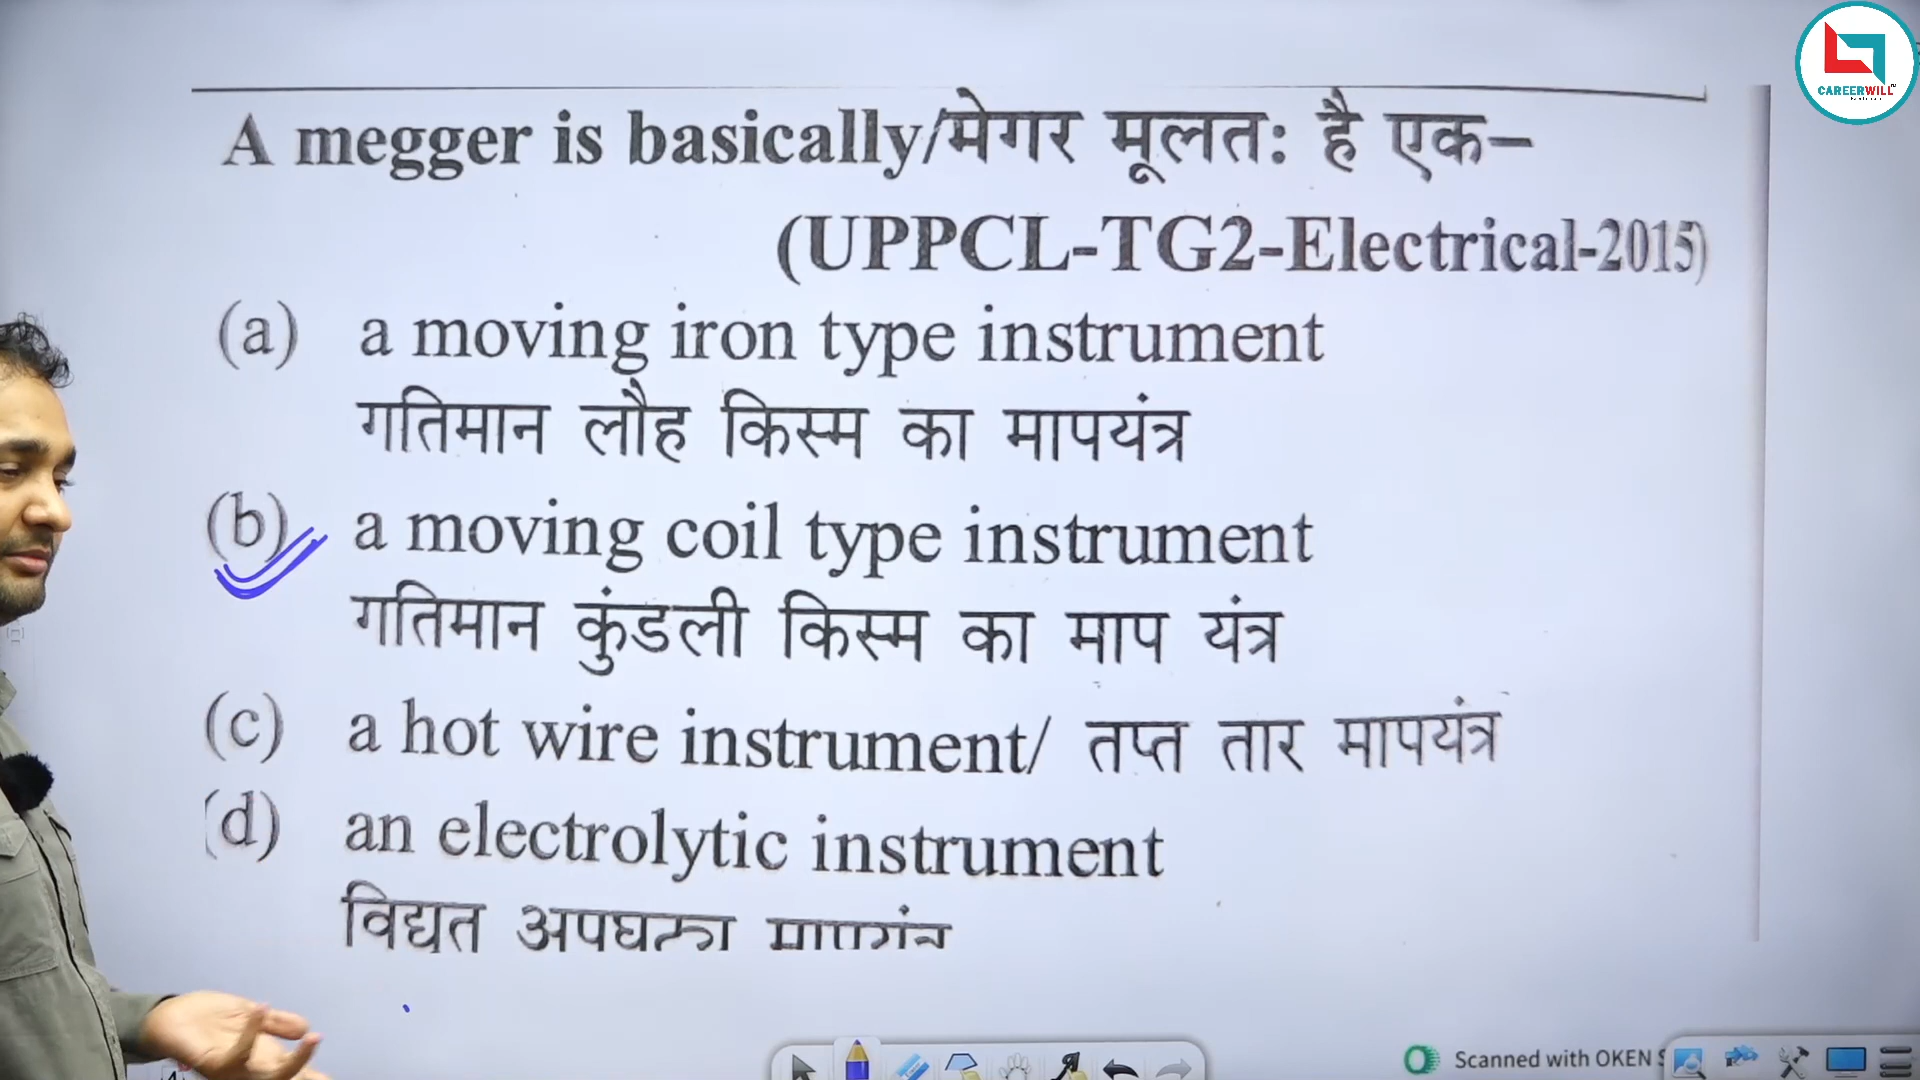 CAREERWILL
A megger is basically/मेगर मूलतः है एक–
(UPPCL-TG2-Electrical-2015)
(a) a moving iron type instrument
गतिमान लौह किस्म का मापयंत्र
(b) a moving coil type instrument
गतिमान कुंडली किस्म का माप यंत्र
(c) a hot wire instrument/ तप्त तार मापयंत्र
(d) an electrolytic instrument
विद्यत
Scanned with OKEN S